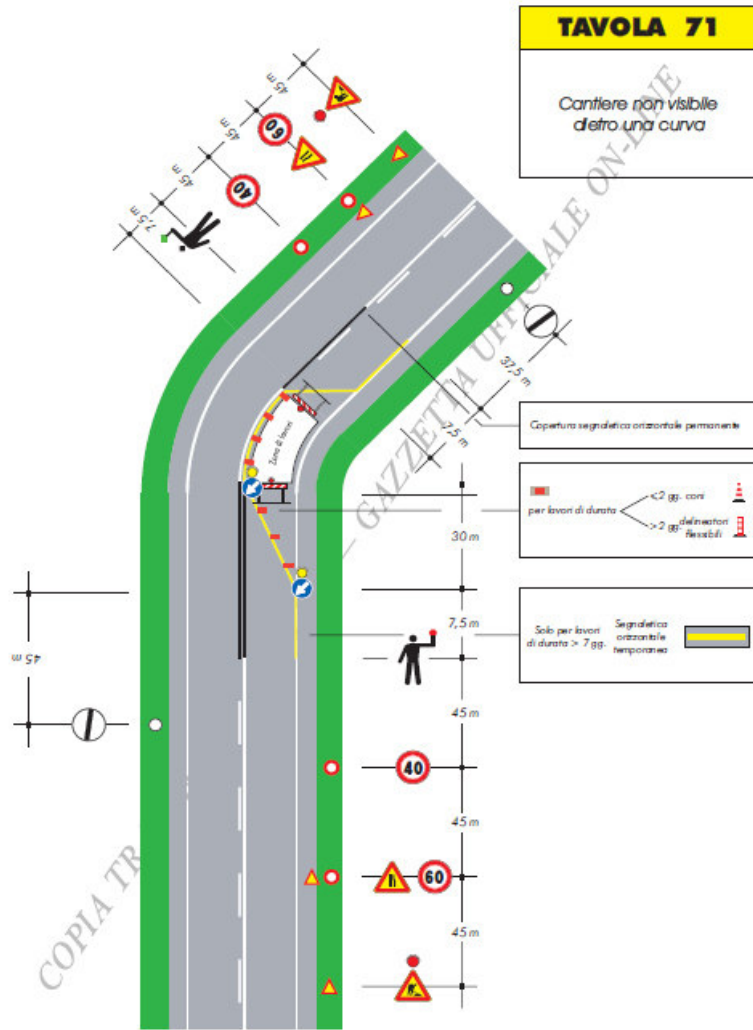 TAVOLA 71
Cantiere non visibile
dietro una curva
45 m
45 m
45 m
7,5 m
60
40
37,5 m
7,5 m
Copertura segnaletica orizzontale permanente
Zona di lavori
per lavori di durata
<2 gg. coni
>2 gg. delineatori
flessibili
30 m
7,5 m
Solo per lavori
di durata > 7 gg.
Segnaletica
orizzontale
temporanea
45 m
45 m
40
45 m
60
45 m
COPIA TR
GAZZETTA UFFICIALE ON-LINE